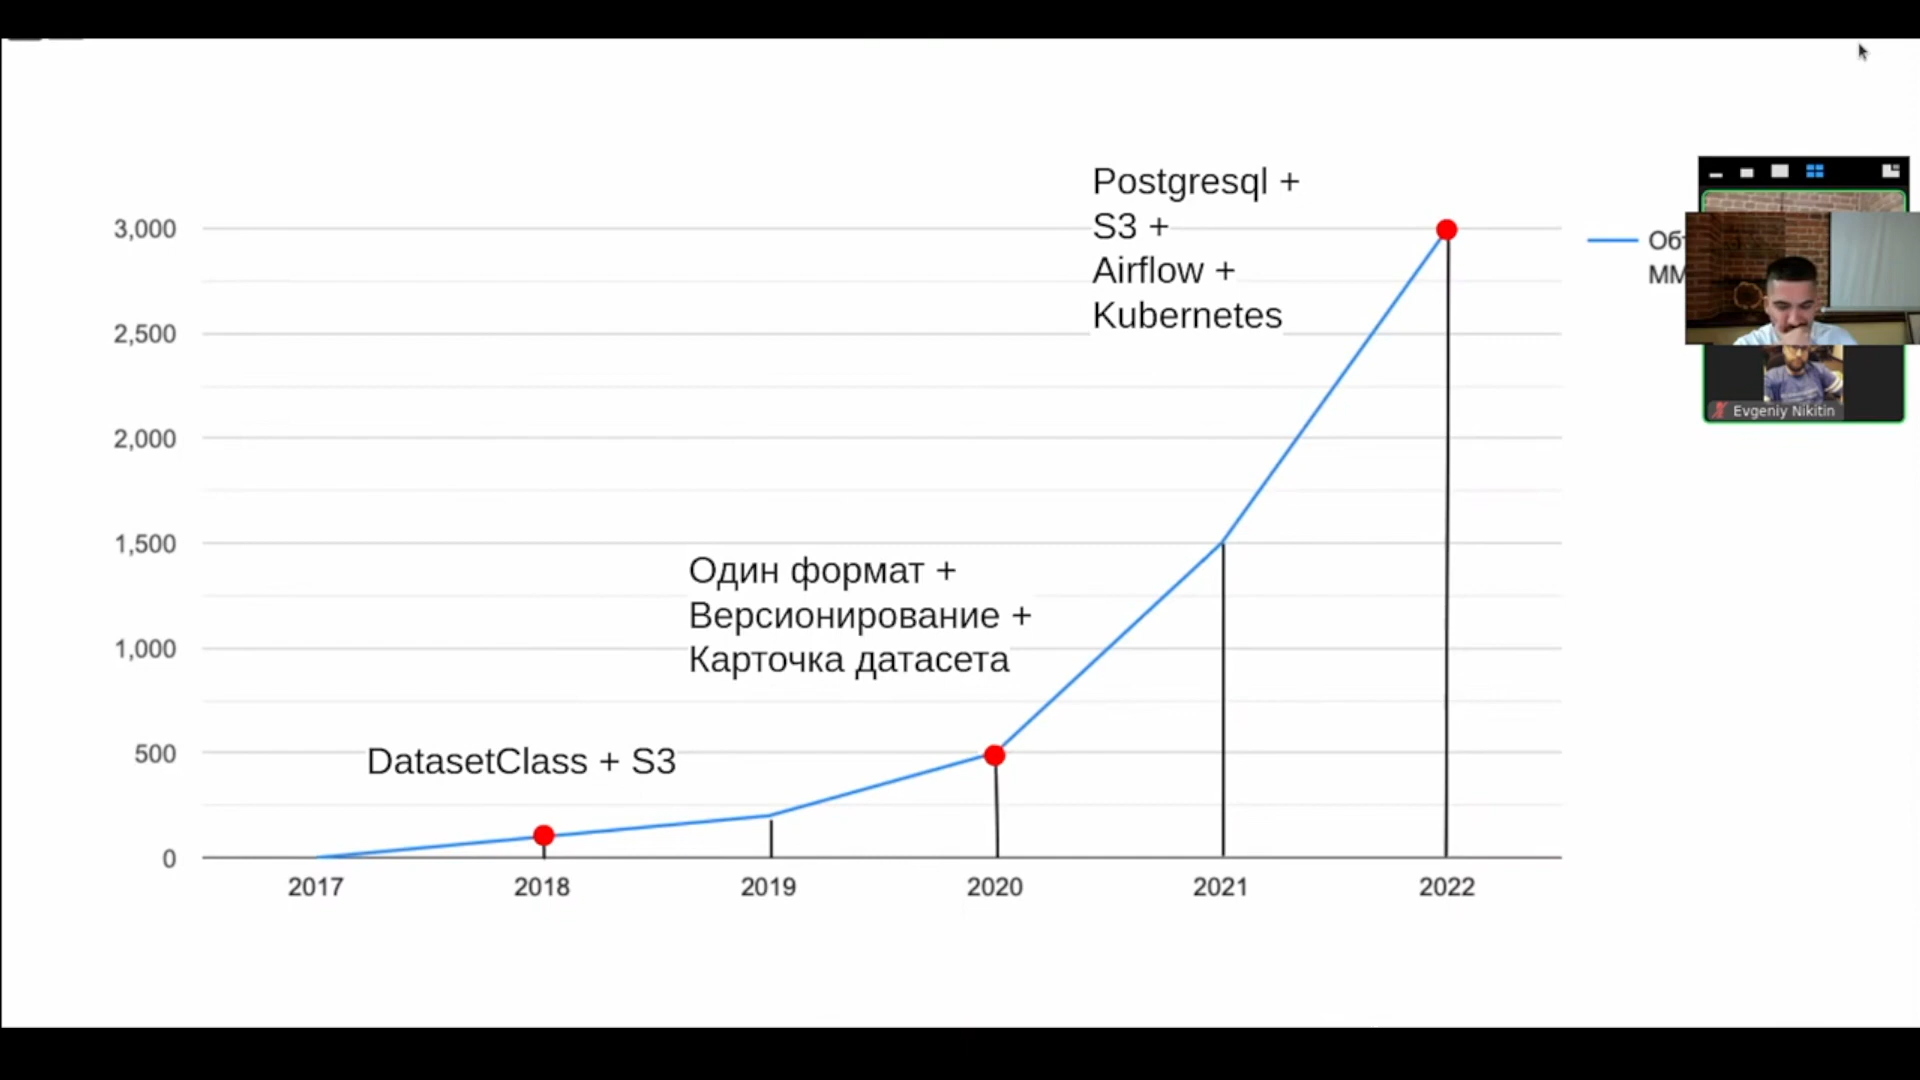 Postgresql +
S3 +
Airflow +
Kubernetes
Один формат +
Версионирование +
Карточка датасета
DatasetClass + S3
3,000
2,500
2,000
1,500
1,000
500
0
2017 2018 2019 2020 2021 2022
Evgeniy Nikitin